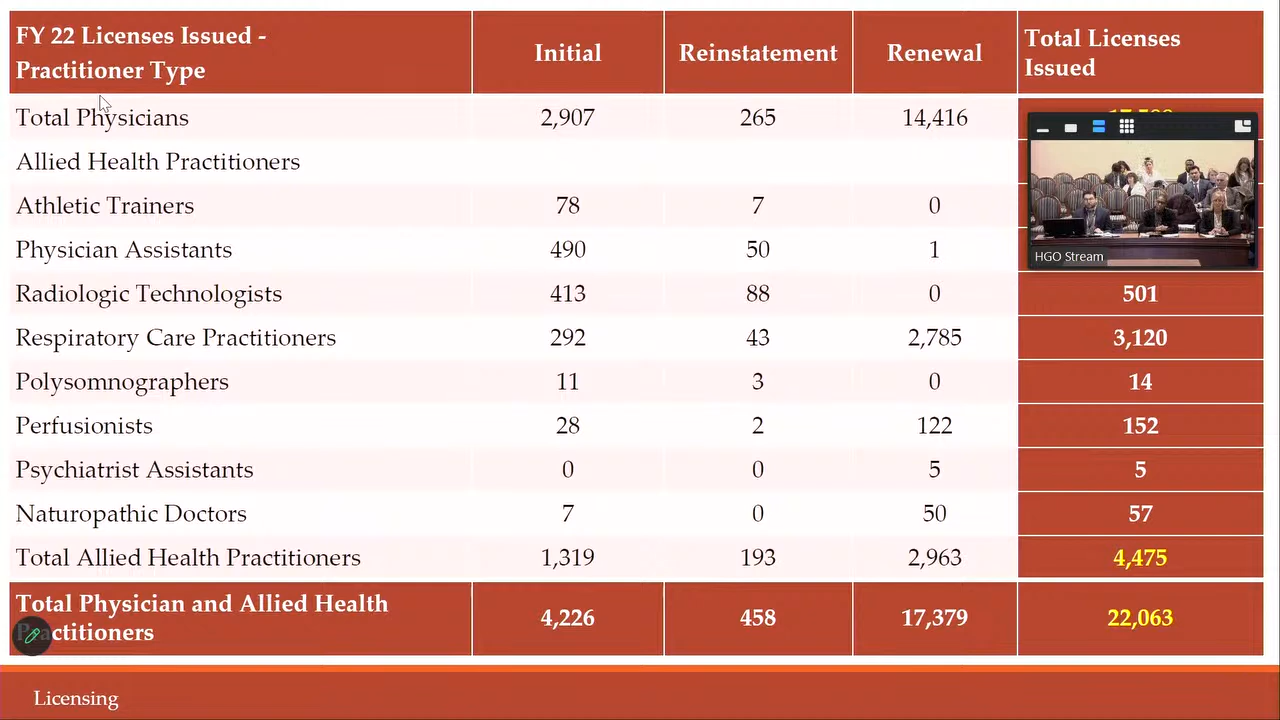 FY 22 Licenses Issued -
Practitioner Type
Initial
Reinstatement
Renewal
Total Licenses
Issued
Total Physicians 2,907 265 14,416
Allied Health Practitioners
Athletic Trainers 78 7 0
Physician Assistants 490 50 1
HGO Stream
Radiologic Technologists 413 88 0 501
Respiratory Care Practitioners 292 43 2,785 3,120
Polysomnographers 11 3 0 14
Perfusionists 28 2 122 152
Psychiatrist Assistants 0 0 5 5
Naturopathic Doctors 7 0 50 57
Total Allied Health Practitioners 1,319 193 2,963 4,475
Total Physician and Allied Health
Practitioners 4,226 458 17,379 22,063
Licensing